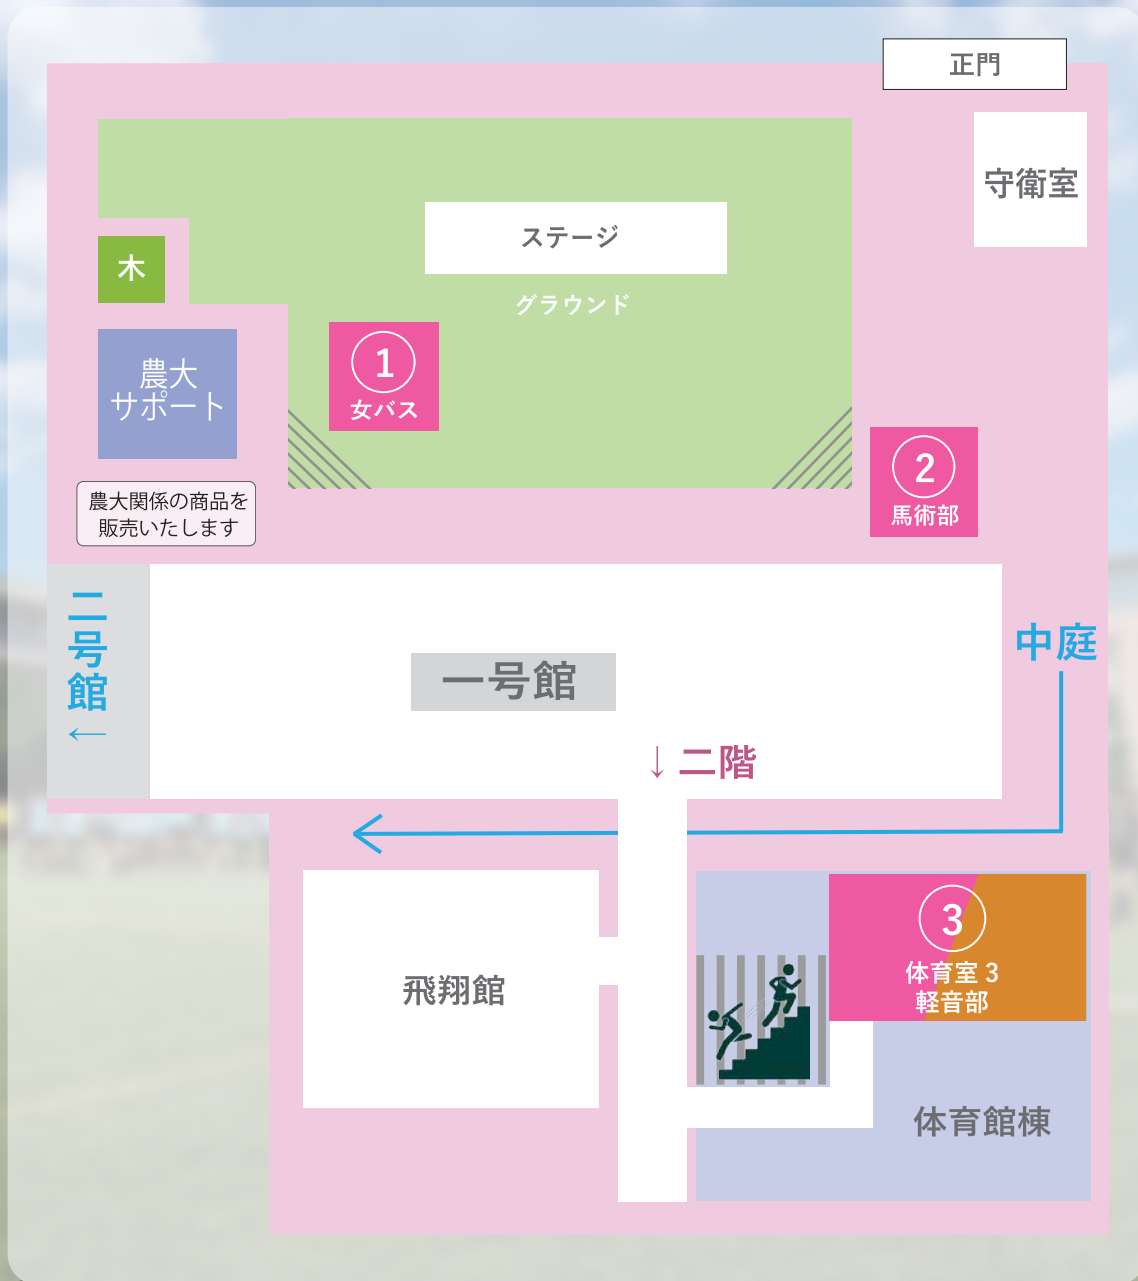 正門
守衛室
ステージ
グラウンド
木
農大
サポート
農大関係の商品を
販売いたします
1
女バス
2
馬術部
二号館
←
一号館
↓ 二階
中庭
飛翔館
3
体育室 3
軽音部
体育館棟